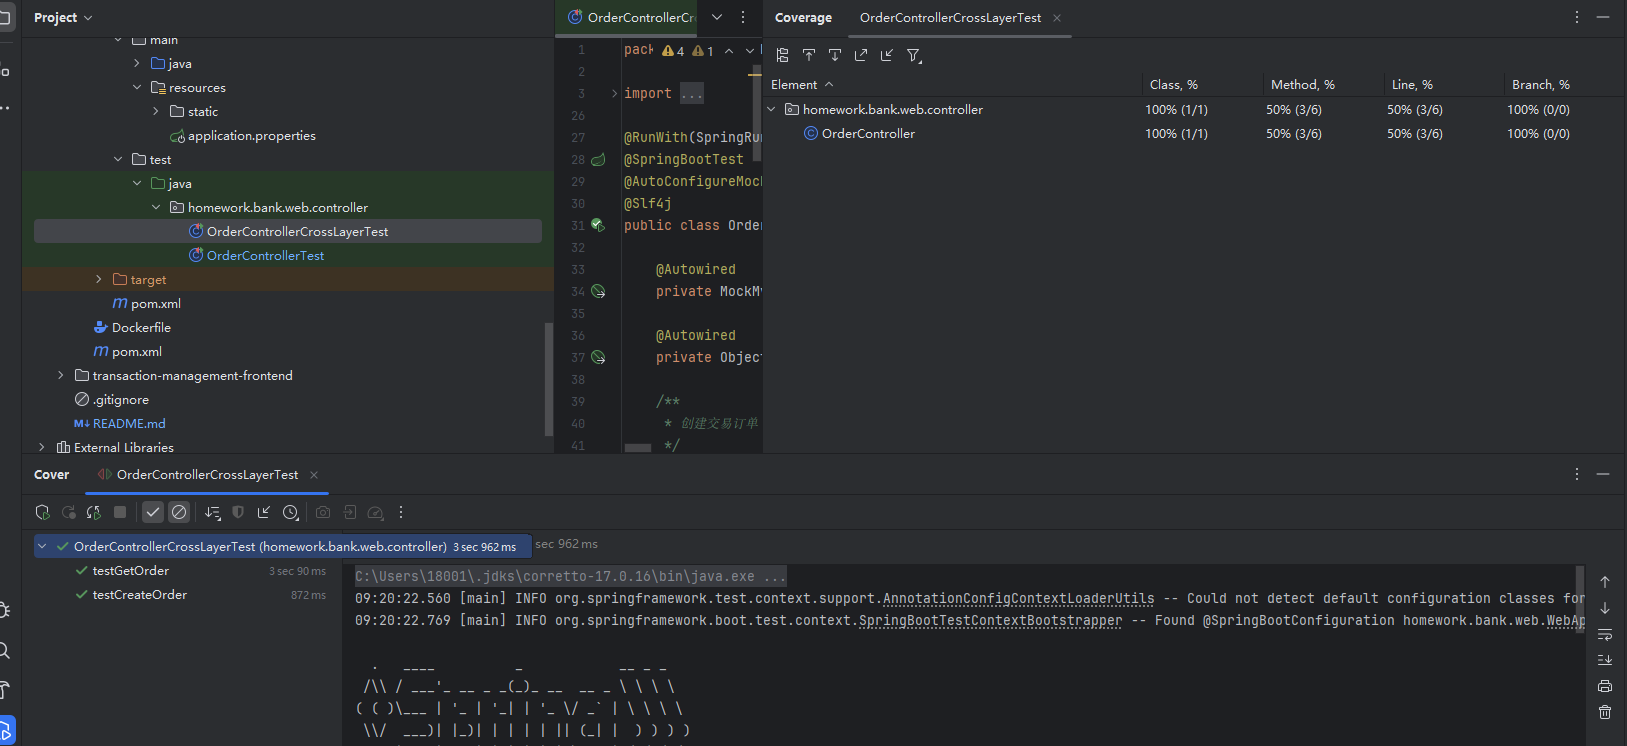 Project
main
java
resources
static
application.properties
test
java
homework.bank.web.controller
OrderControllerCrossLayerTest
OrderControllerTest
target
pom.xml
Dockerfile
pom.xml
transaction-management-frontend
.gitignore
README.md
External Libraries
OrderControllerCr
1 pack 4 1
2
3 import ...
26
27 @RunWith(SpringRu
28 @SpringBootTest
29 @AutoConfigureMoc
30 @Slf4j
31 public class Orde
32
33 @Autowired
34 private MockM
35
36 @Autowired
37 private Objec
38
39 /**
40 * 创建交易订单
41 */
Coverage OrderControllerCrossLayerTest
Element Class, % Method, % Line, % Branch, %
homework.bank.web.controller 100% (1/1) 50% (3/6) 50% (3/6) 100% (0/0)
OrderController 100% (1/1) 50% (3/6) 50% (3/6) 100% (0/0)
Cover OrderControllerCrossLayerTest
OrderControllerCrossLayerTest (homework.bank.web.controller) 3 sec 962 ms
testGetOrder 3 sec 90 ms
testCreateOrder 872 ms
sec 962 ms
C:\Users\18001\.jdks\corretto-17.0.16\bin\java.exe ...
09:20:22.560 [main] INFO org.springframework.test.context.support.AnnotationConfigContextLoaderUtils -- Could not detect default configuration classes for
09:20:22.769 [main] INFO org.springframework.boot.test.context.SpringBootTestContextBootstrapper -- Found @SpringBootConfiguration homework.bank.web.WebAp